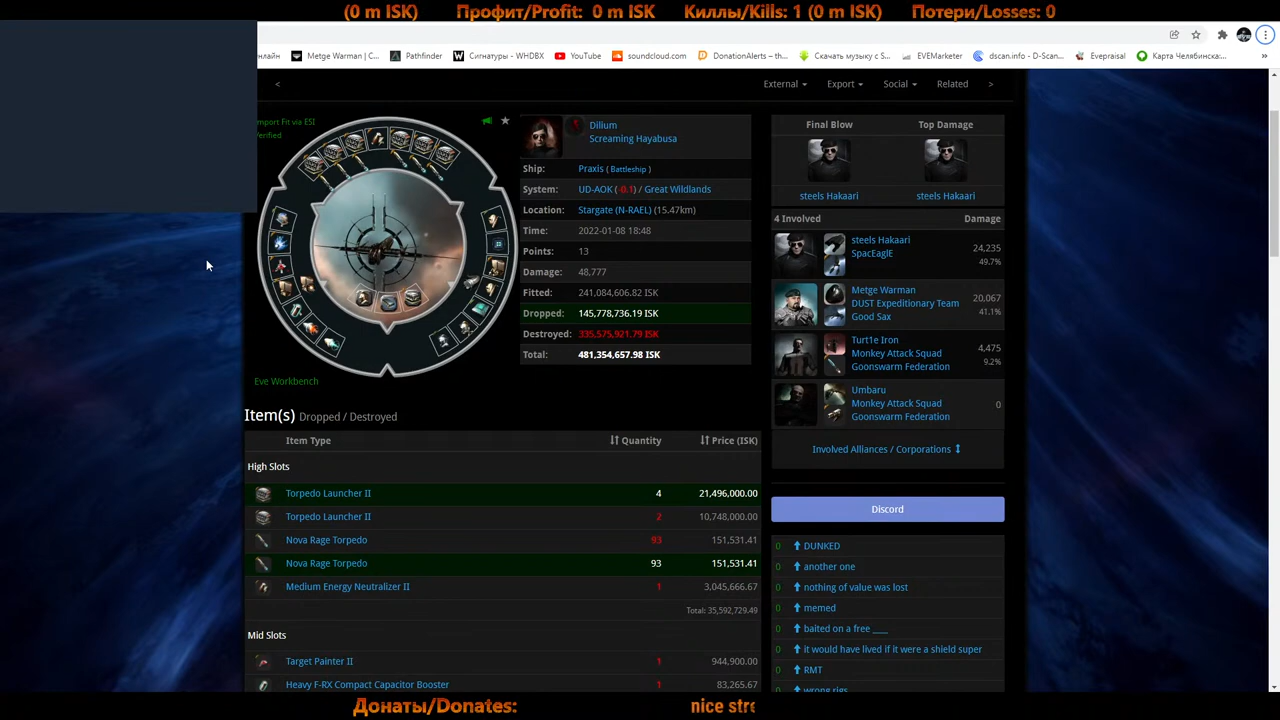 (0 m ISK) Профит/Profit: 0 m ISK Киллы/Kills: 1 (0 m ISK) Потери/Losses: 0
нлайн Metge Warman | C... Pathfinder Сигнатуры - WHDBX YouTube soundcloud.com DonationAlerts – th... Скачать музыку с S... EVEMarker dscan.info - D-Scan... Evepraisal Карта Челябинска... »
< External Export Social Related >
mport Fit via ESI
Verified
Eve Workbench
Dilium
Screaming Hayabusa
Ship: Praxis ( Battleship )
System: UD-AOK (-0.1) / Great Wildlands
Location: Stargate (N-RAEL) (15.47km)
Time: 2022-01-08 18:48
Points: 13
Damage: 48,777
Fitted: 241,084,606.82 ISK
Dropped: 145,778,736.19 ISK
Destroyed: 335,575,921.79 ISK
Total: 481,354,657.98 ISK
Item(s) Dropped / Destroyed
Item Type Quantity Price (ISK)
High Slots
Torpedo Launcher II 4 21,496,000.00
Torpedo Launcher II 2 10,748,000.00
Nova Rage Torpedo 93 151,531.41
Nova Rage Torpedo 93 151,531.41
Medium Energy Neutralizer II 1 3,045,666.67
Total: 35,592,729.49
Mid Slots
Target Painter II 1 944,900.00
Heavy F-RX Compact Capacitor Booster 1 83,265.67
Final Blow Top Damage
steels Hakaari steels Hakaari
4 Involved Damage
steels Hakaari 24,235
SpacEaglE 49.7%
Metge Warman 20,067
DUST Expeditionary Team 41.1%
Good Sax
Turt1e Iron 4,475
Monkey Attack Squad 9.2%
Goonswarm Federation
Umbaru
Monkey Attack Squad 0
Goonswarm Federation
Involved Alliances / Corporations
Discord
0 DUNKED
0 another one
0 nothing of value was lost
0 memed
0 baited on a free ____
0 it would have lived if it were a shield super
0 RMT
0 wrong rigs
Донаты/Donates: nice stre